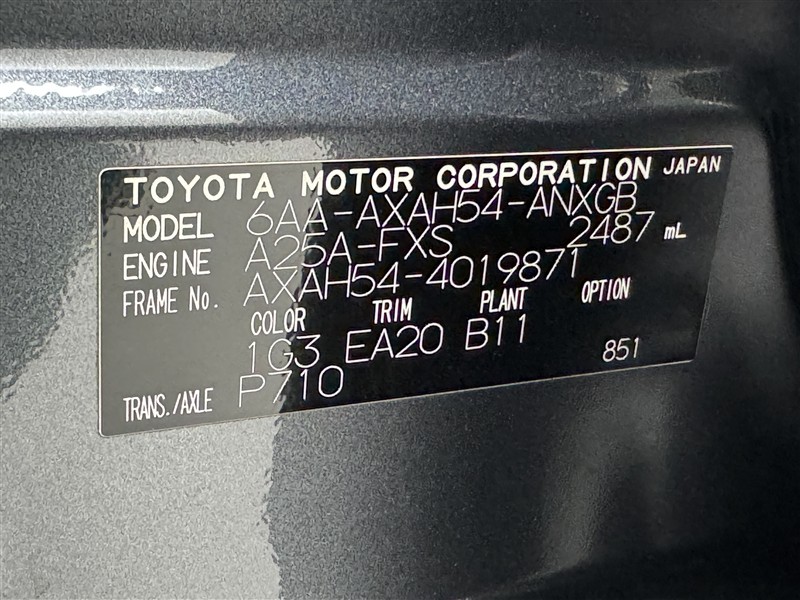 TOYOTA MOTOR CORPORATION JAPAN
MODEL 6AA-AXAH54-ANXGB
ENGINE A25A-FXS 2487 mL
FRAME No. AXAH54-4019871
COLOR TRIM PLANT OPTION
1G3 EA20 B11 851
TRANS./AXLE P710